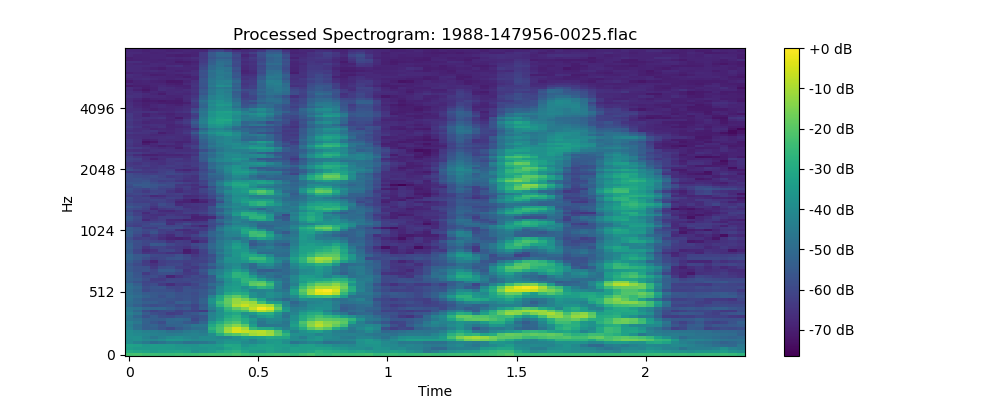 Processed Spectrogram: 1988-147956-0025.flac
4096
2048
1024
512
0
Hz
0
0.5
1
1.5
2
Time
+0 dB
-10 dB
-20 dB
-30 dB
-40 dB
-50 dB
-60 dB
-70 dB